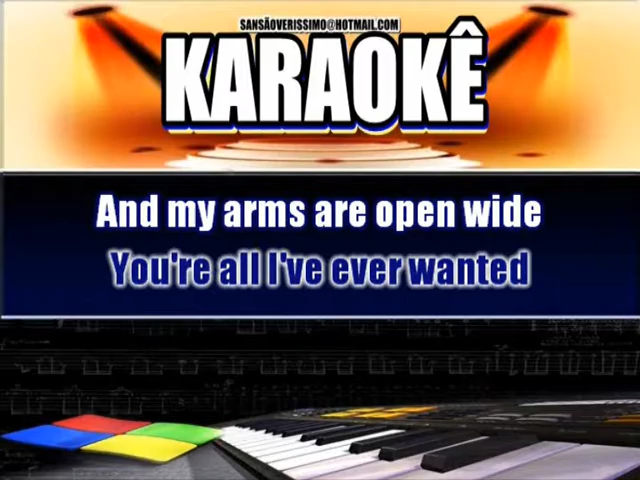 SANSÃOVERISSIMO@HOTMAIL.COM
KARAOKÊ
And my arms are open wide
You're all I've ever wanted